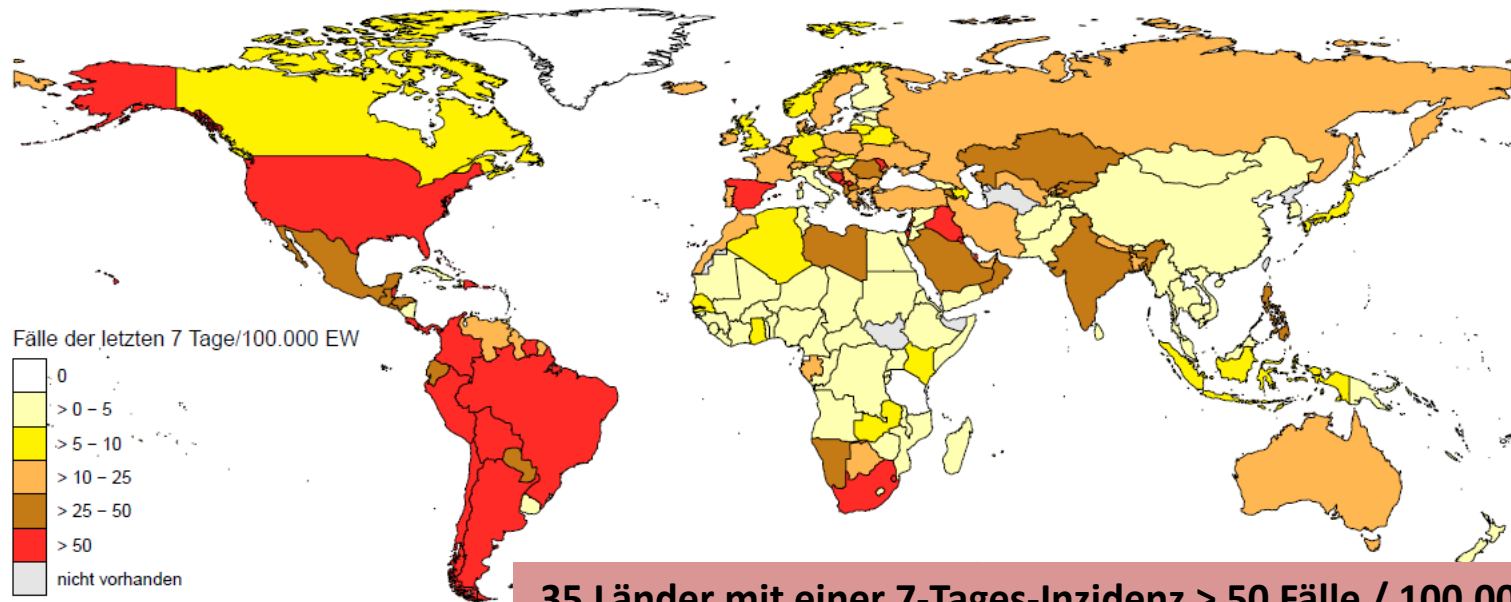 Fälle der letzten 7 Tage/100.000 EW
0
> 0 – 5
> 5 – 10
> 10 – 25
> 25 – 50
> 50
nicht vorhanden
35 Länder mit einer 7-Tages-Inzidenz > 50 Fälle / 100.00